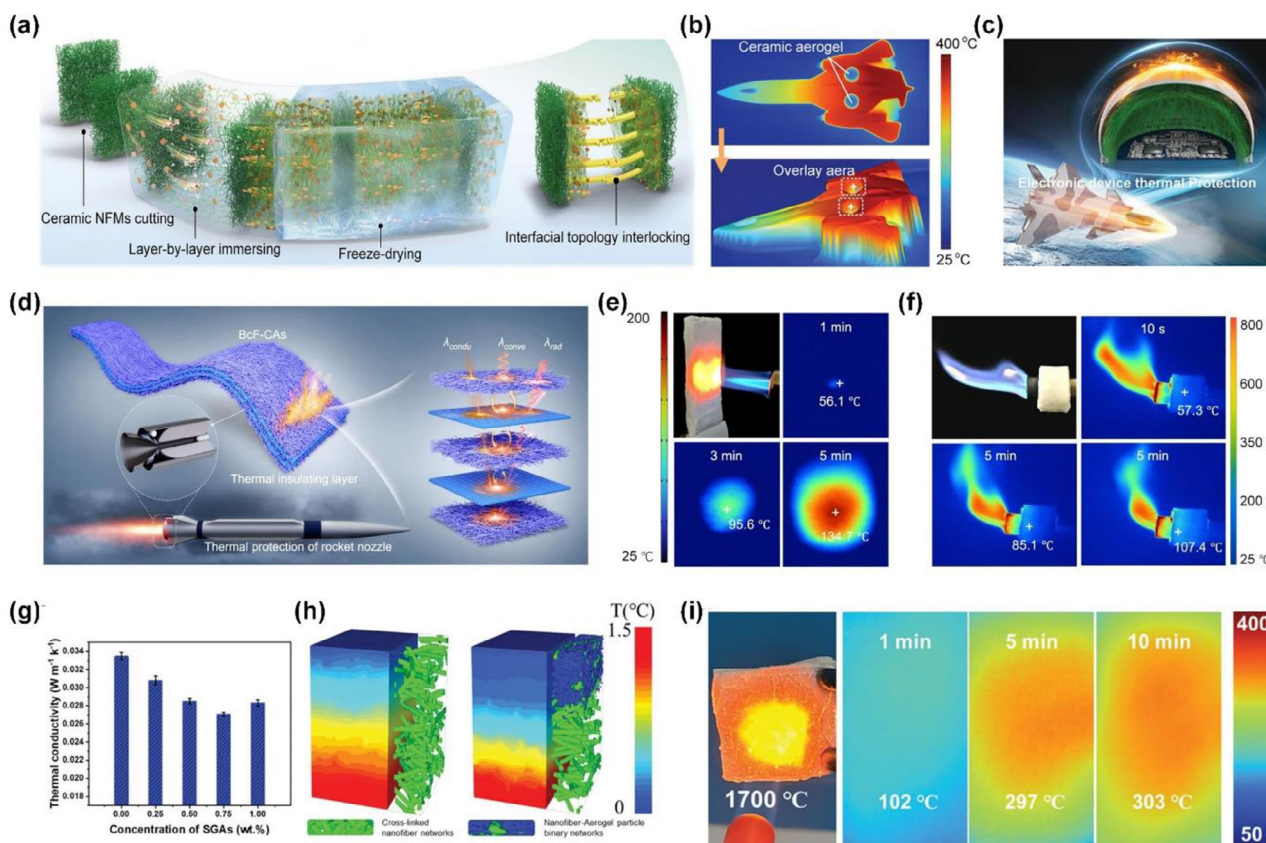 (a)
Ceramic NFMs cutting
Layer-by-layer immersing
Freeze-drying
Interfacial topology interlocking
(b)
Ceramic aerogel
Overlay aera
400 °C
25 °C
(c)
Electronic device thermal Protection
(d)
BcF-CAs
Thermal insulating layer
Thermal protection of rocket nozzle
λcondu
λconve
λrad
(e)
200
25 ℃
1 min
56.1 ℃
3 min
95.6 ℃
5 min
134.7 ℃
(f)
10 s
57.3 ℃
5 min
85.1 ℃
5 min
107.4 ℃
800
600
350
200
25 ℃
(g)
Thermal conductivity (W m⁻¹ k⁻¹)
0.034
0.032
0.030
0.028
0.026
0.024
0.022
0.020
0.018
0.00
0.25
0.50
0.75
1.00
Concentration of SGAs (wt.%)
(h)
T(°C)
1.5
0
Cross-linked
nanofiber networks
Nanofiber-Aerogel particle
binary networks
(i)
1700 ℃
1 min
102 ℃
5 min
297 ℃
10 min
303 ℃
400
50